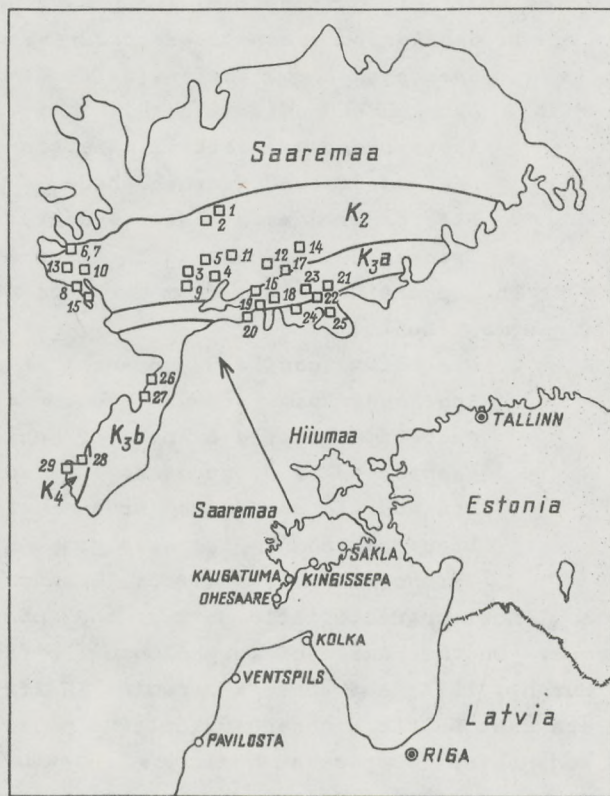 Saaremaa
K₂
1
2
14
K₃a
6,7
5
11
12
17
13
10
3
4
23
21
8
9
16
18
22
15
19
24
25
20
26
27
K₃b
29
28
K₄
TALLINN
Hiiumaa
Estonia
Saaremaa
SAKLA
KAUGATUMA
KINGISSEPA
OHESAARE
KOLKA
VENTSPILS
Latvia
PAVILOSTA
RIGA